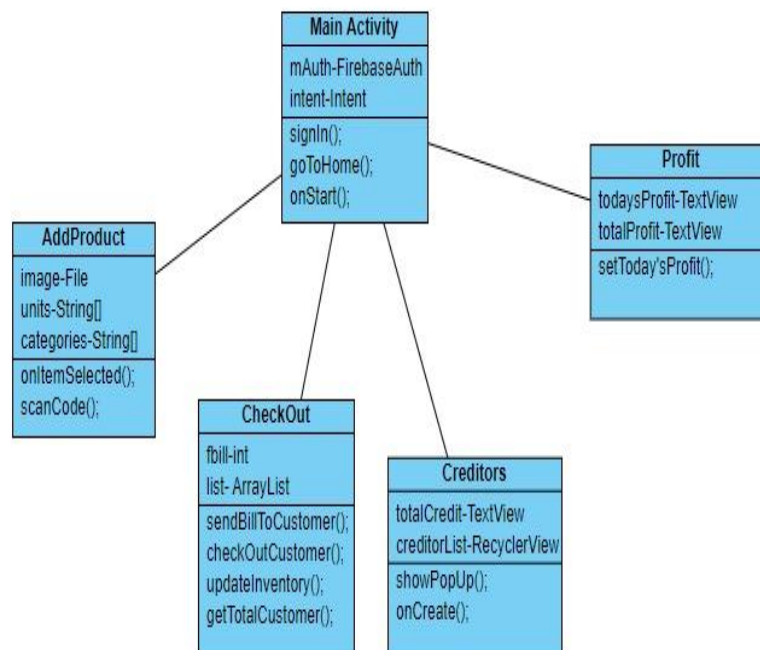 Main Activity
mAuth-FirebaseAuth
intent-Intent
signIn();
goToHome();
onStart();
Profit
todaysProfit-TextView
totalProfit-TextView
setToday'sProfit();
AddProduct
image-File
units-String[]
categories-String[]
onItemSelected();
scanCode();
CheckOut
fbill-int
list- ArrayList
sendBillToCustomer();
checkOutCustomer();
updateInventory();
getTotalCustomer();
Creditors
totalCredit-TextView
creditorList-RecyclerView
showPopUp();
onCreate();